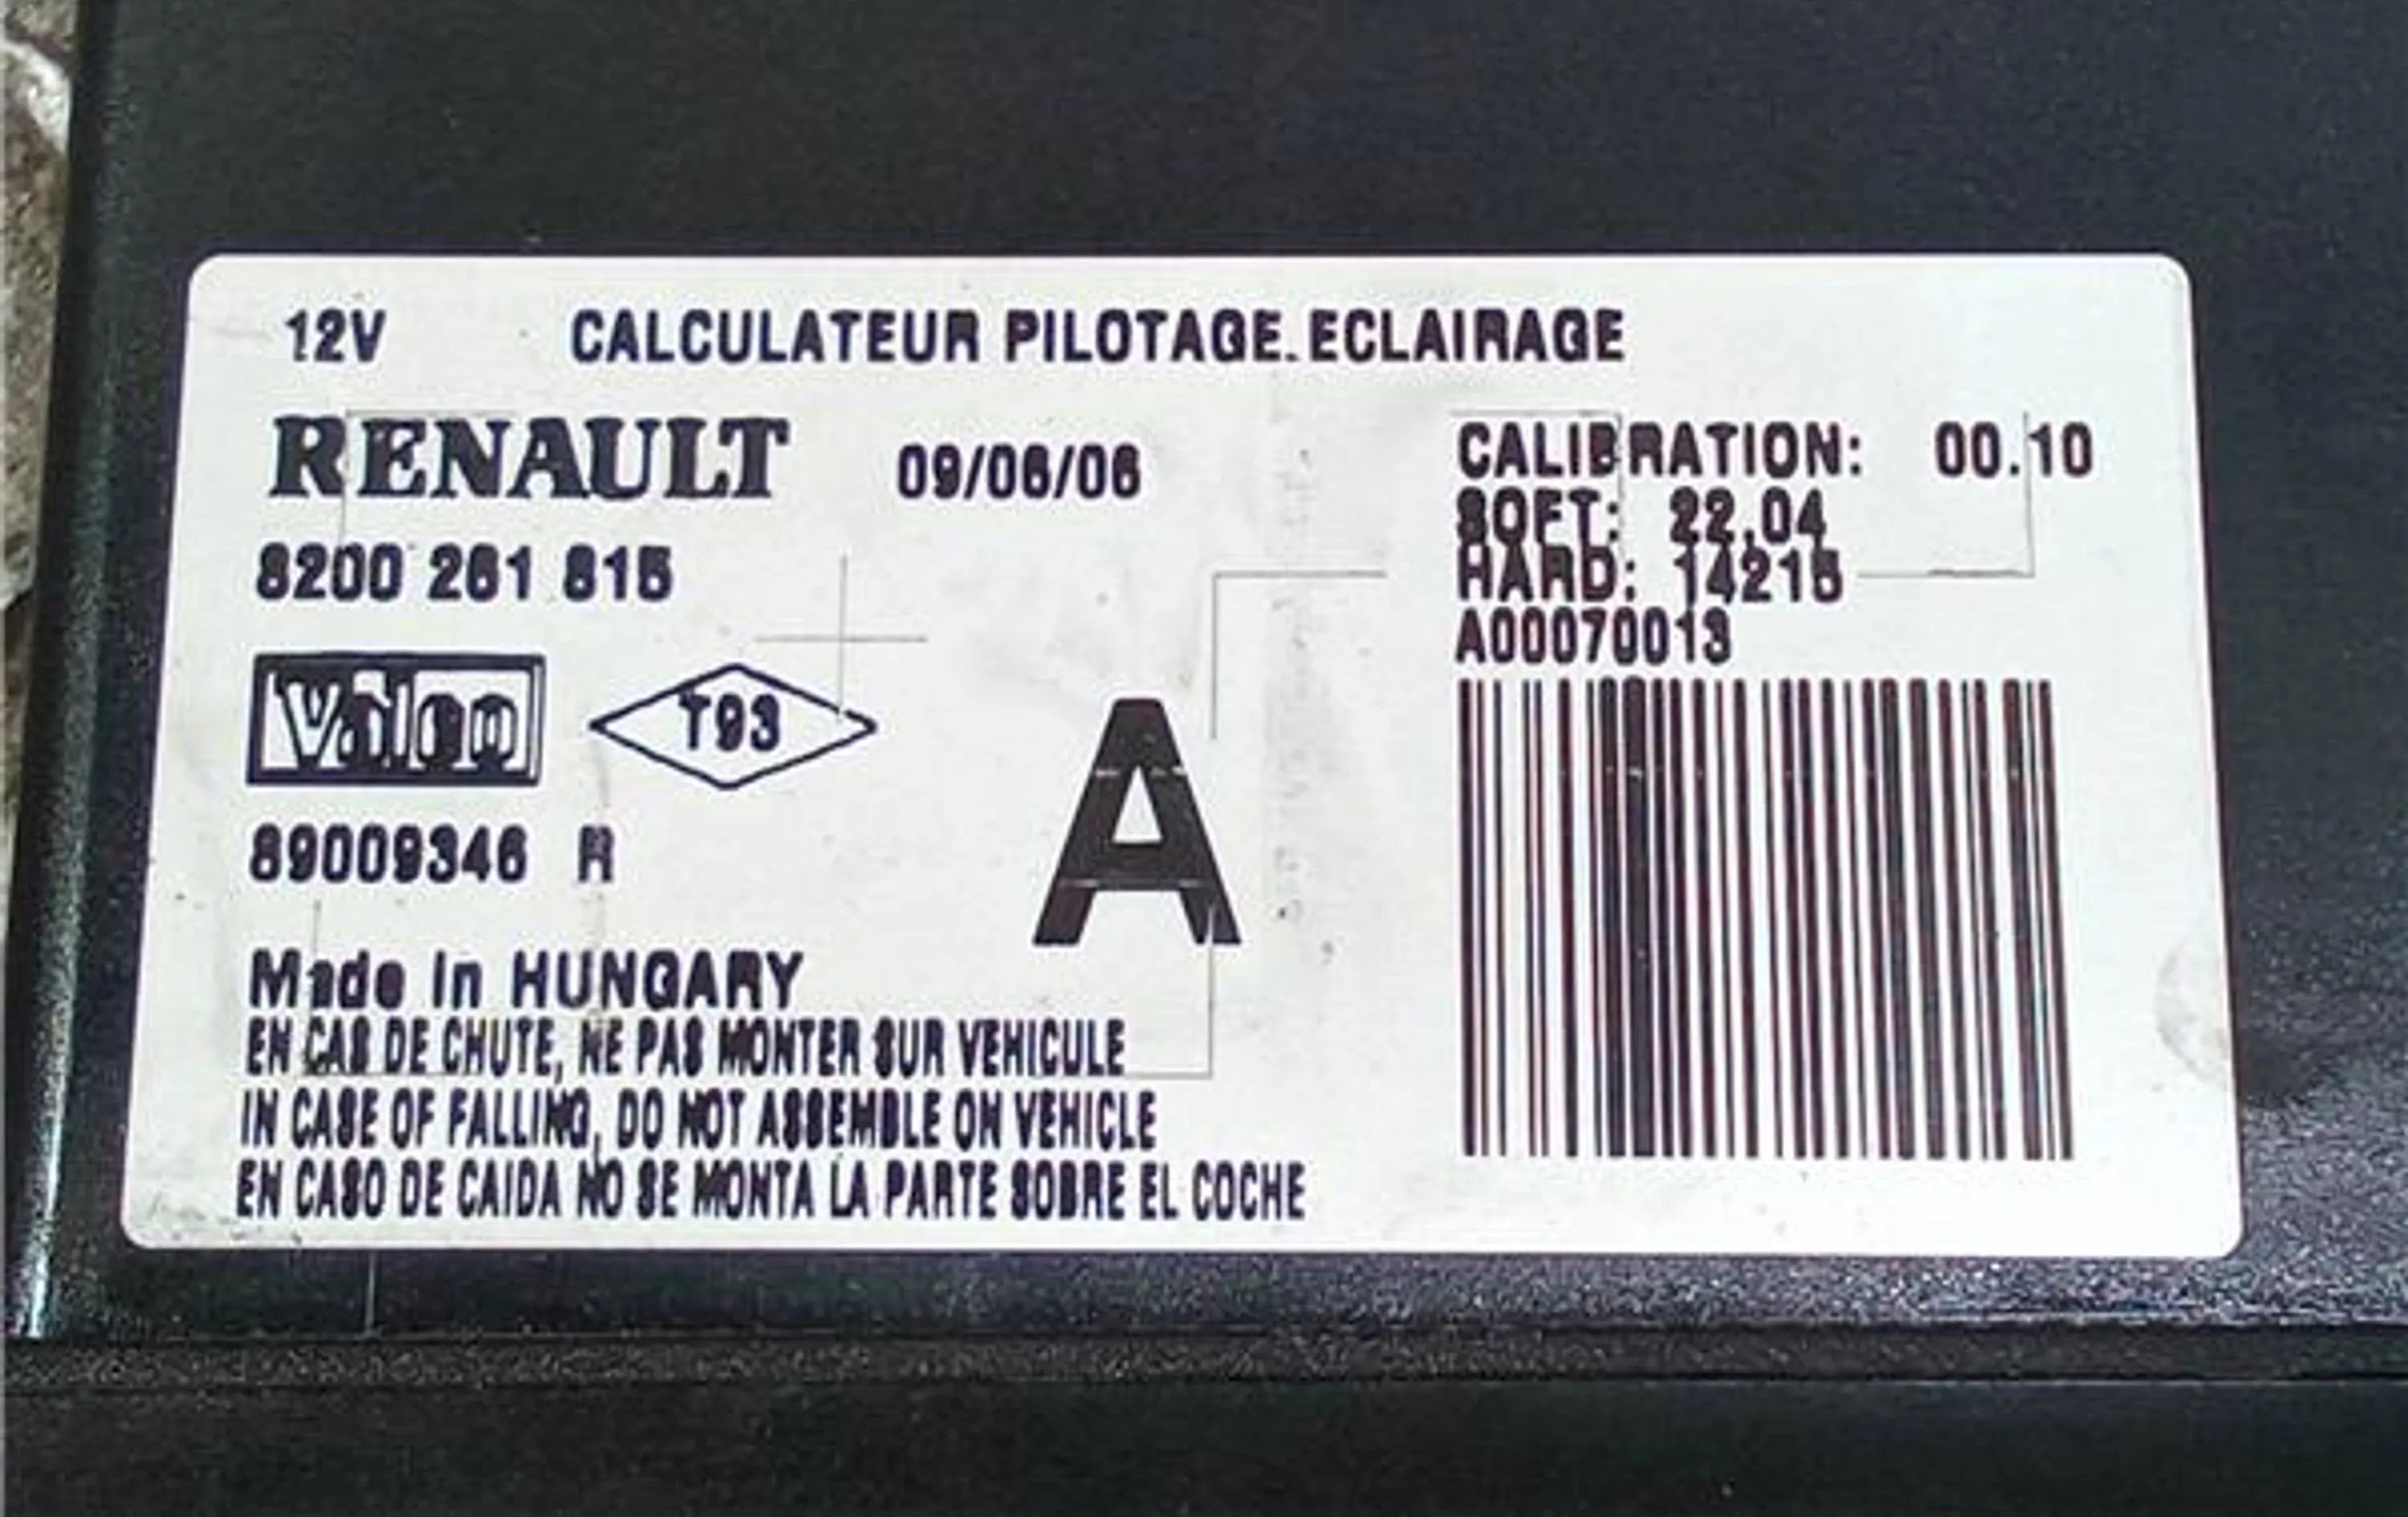 12V CALCULATEUR PILOTAGE ECLAIRAGE
RENAULT 09/06/06
CALIBRATION: 00.10
SOFT: 22.04
8200 261 815
HARD: 14215
A00070013
Valeo T93
A
89009346 R
Made in HUNGARY
EN CAS DE CHUTE, NE PAS MONTER SUR VEHICULE
IN CASE OF FALLING, DO NOT ASSEMBLE ON VEHICLE
EN CASO DE CAIDA NO SE MONTA LA PARTE SOBRE EL COCHE